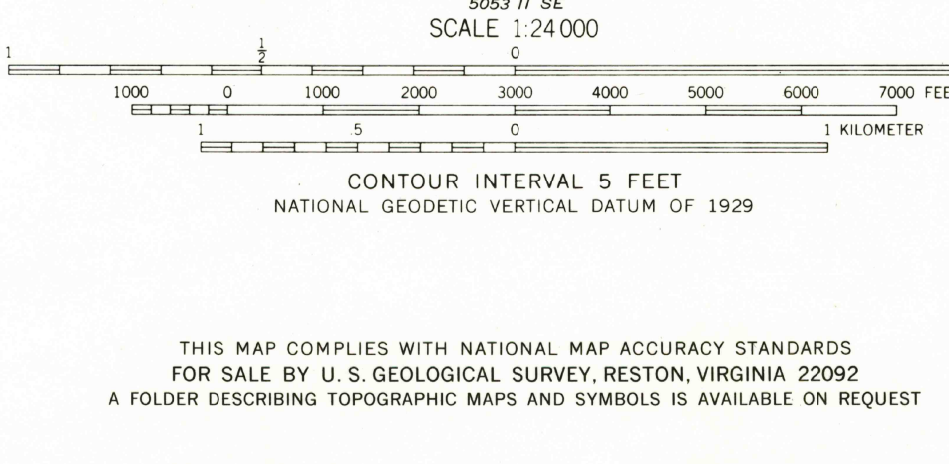 5053 II SE
SCALE 1:24 000
1 1/2 0
1000 0 1000 2000 3000 4000 5000 6000 7000 FEE
1 .5 0 1 KILOMETER
CONTOUR INTERVAL 5 FEET
NATIONAL GEODETIC VERTICAL DATUM OF 1929
THIS MAP COMPLIES WITH NATIONAL MAP ACCURACY STANDARDS
FOR SALE BY U. S. GEOLOGICAL SURVEY, RESTON, VIRGINIA 22092
A FOLDER DESCRIBING TOPOGRAPHIC MAPS AND SYMBOLS IS AVAILABLE ON REQUEST